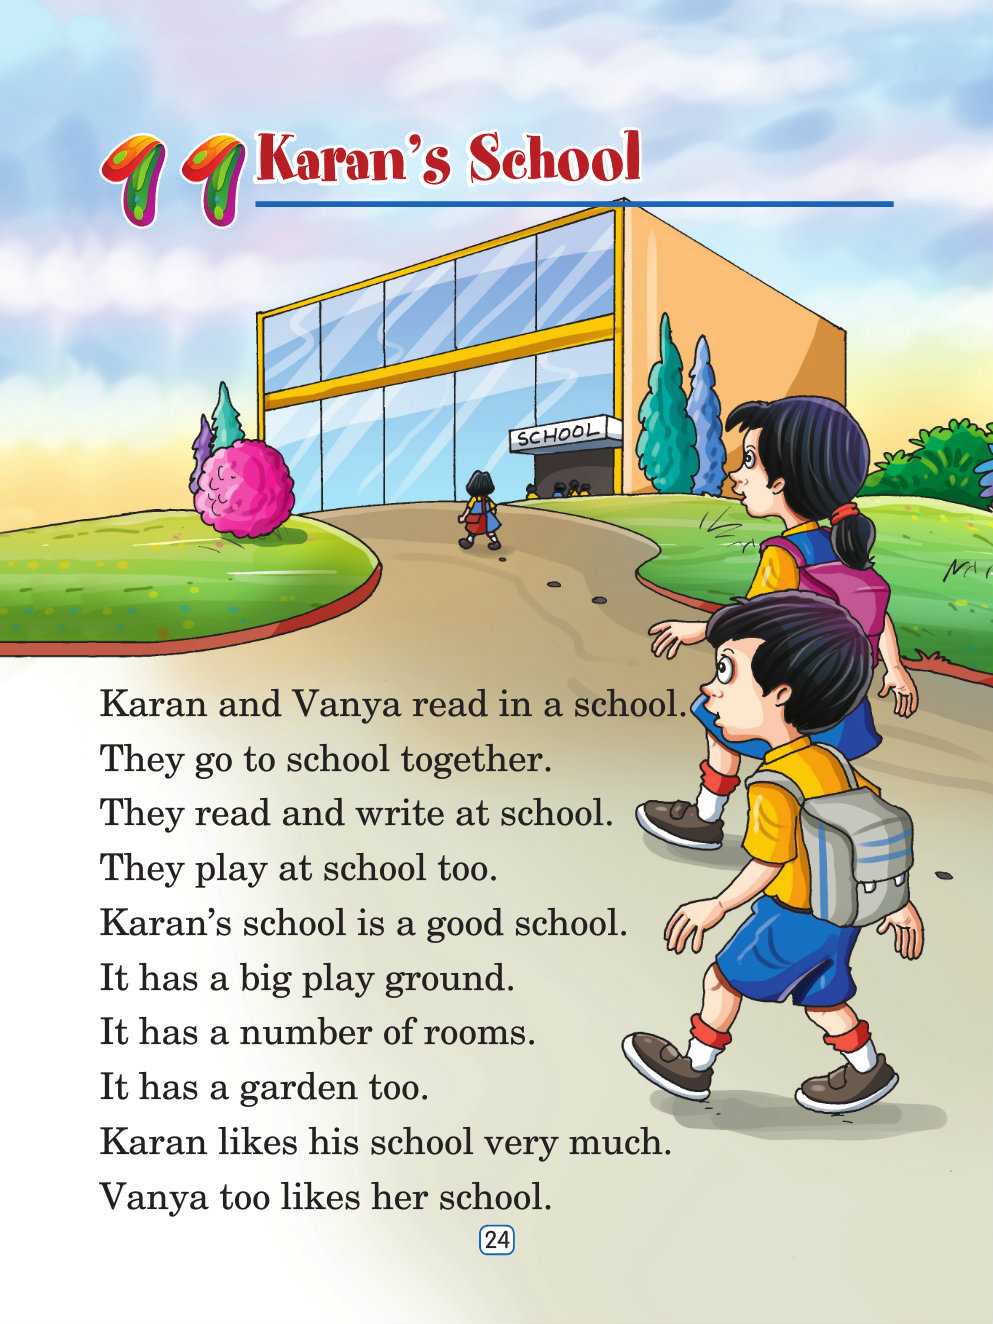 11 Karan's School
SCHOOL
Karan and Vanya read in a school.
They go to school together.
They read and write at school.
They play at school too.
Karan's school is a good school.
It has a big play ground.
It has a number of rooms.
It has a garden too.
Karan likes his school very much.
Vanya too likes her school.
24